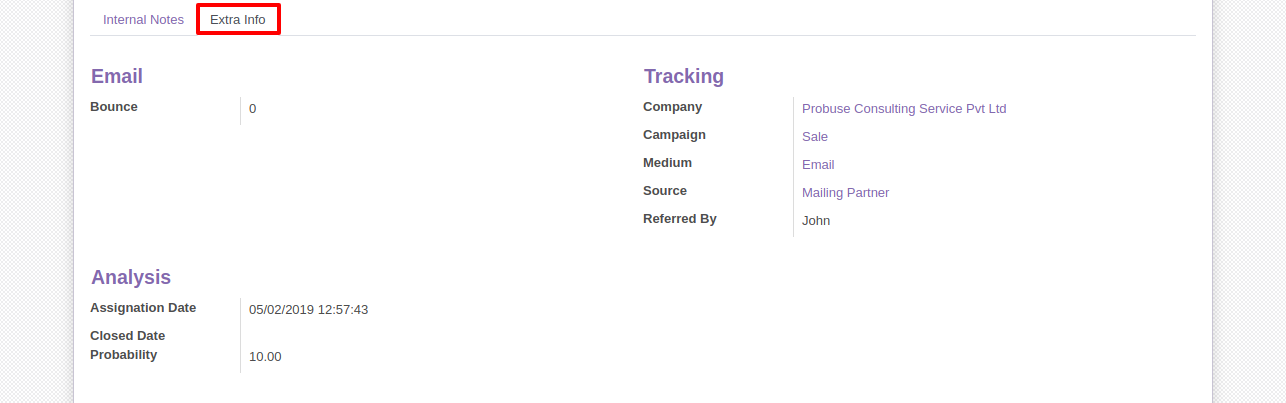 Internal Notes Extra Info
Email
Bounce 0
Tracking
Company Probuse Consulting Service Pvt Ltd
Campaign Sale
Medium Email
Source Mailing Partner
Referred By John
Analysis
Assignation Date 05/02/2019 12:57:43
Closed Date
Probability 10.00